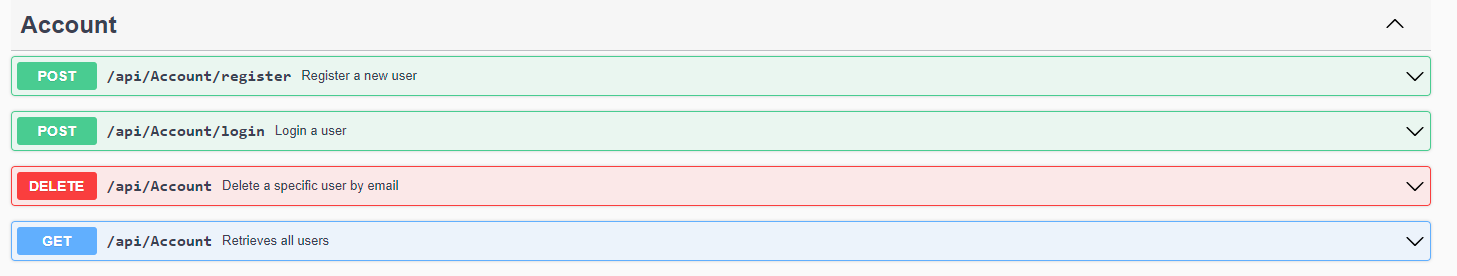 Account
POST /api/Account/register Register a new user
POST /api/Account/login Login a user
DELETE /api/Account Delete a specific user by email
GET /api/Account Retrieves all users